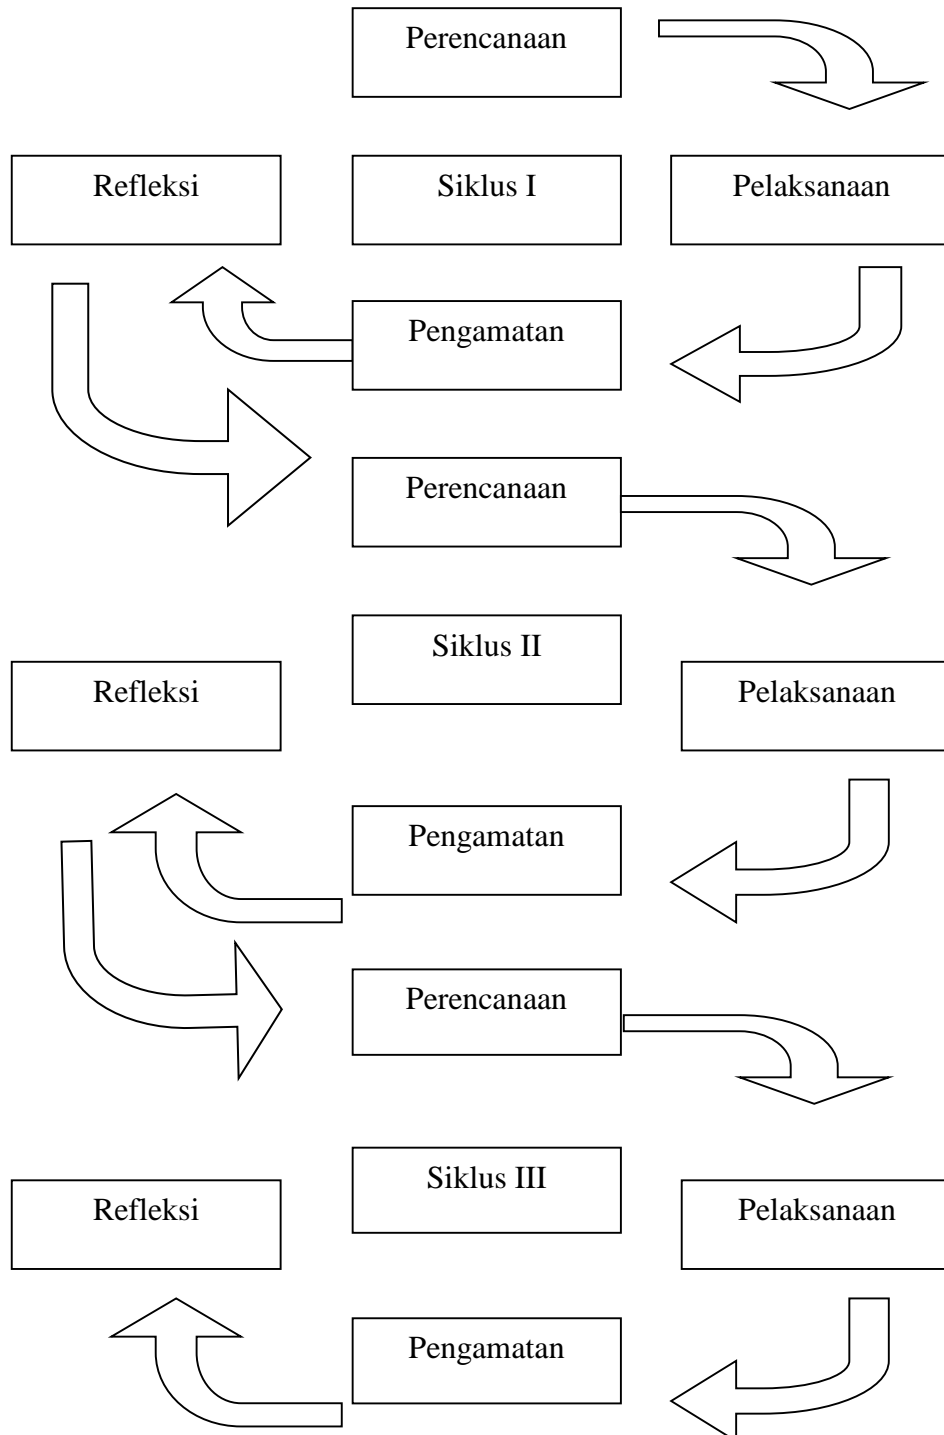 Perencanaan
Refleksi
Siklus I
Pelaksanaan
Pengamatan
Perencanaan
Siklus II
Refleksi
Pelaksanaan
Pengamatan
Perencanaan
Siklus III
Refleksi
Pelaksanaan
Pengamatan